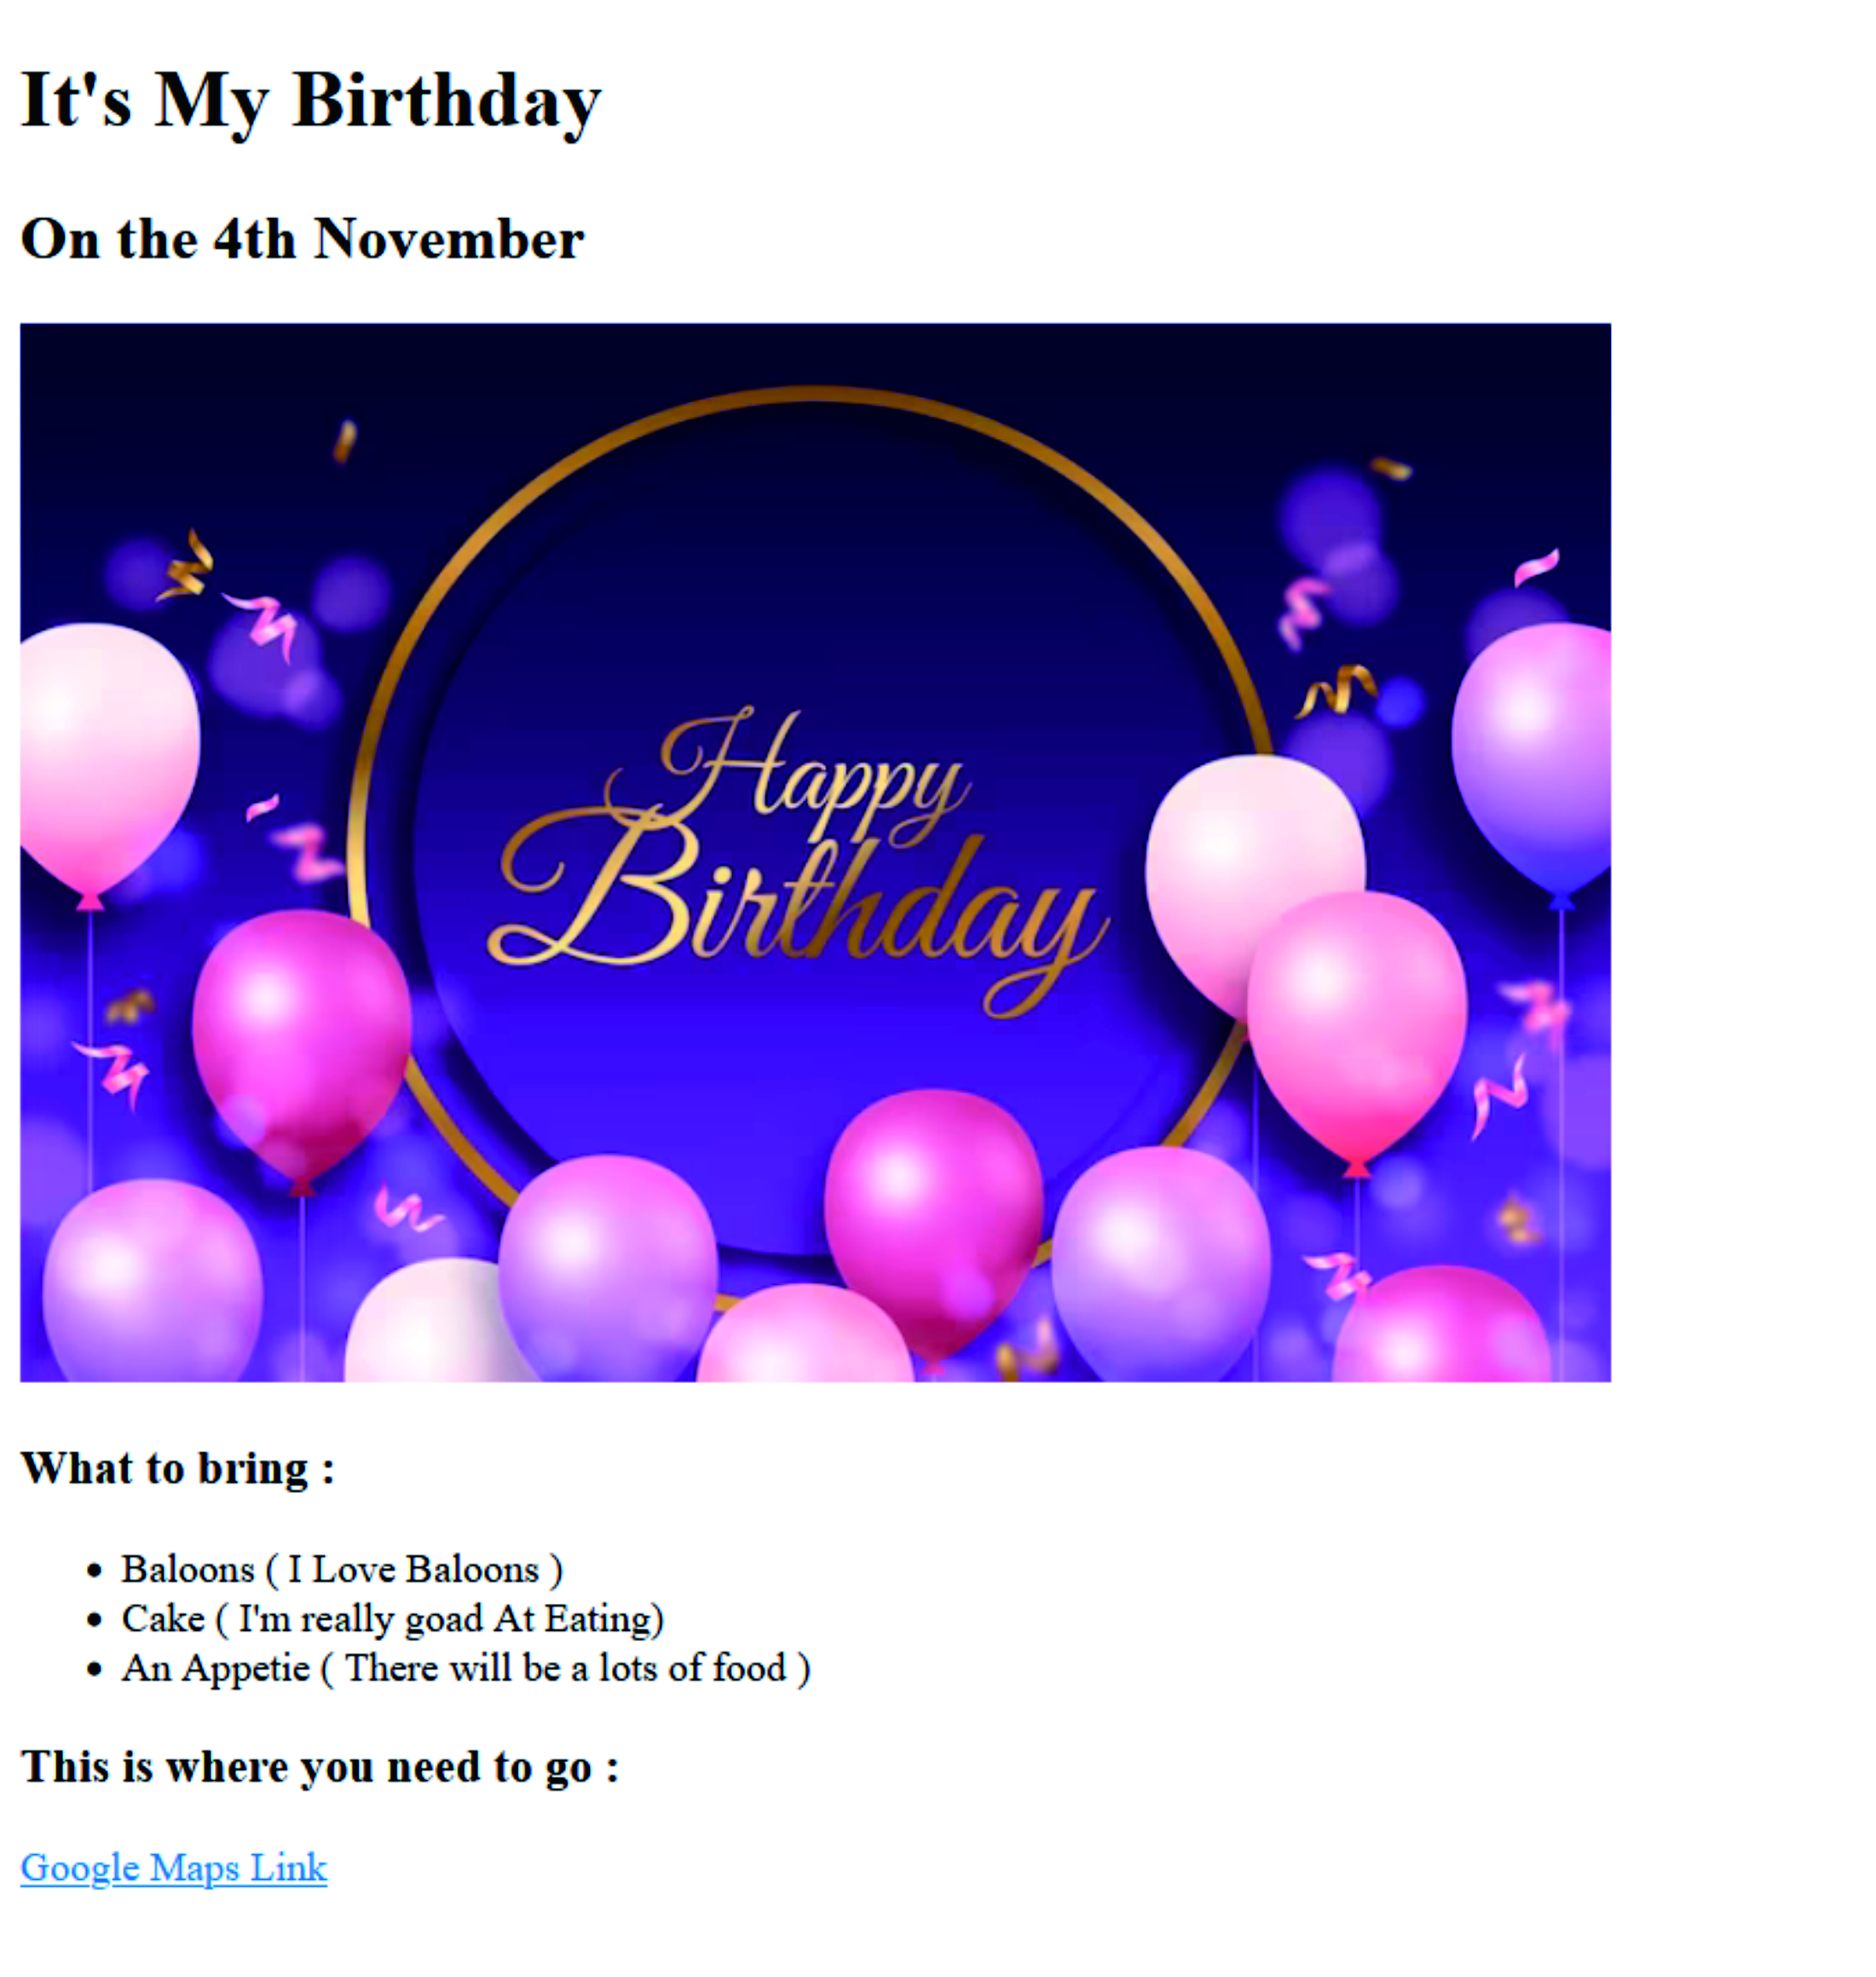 It's My Birthday
On the 4th November
Happy
Birthday
What to bring :
Baloons ( I Love Baloons )
Cake ( I'm really goad At Eating)
An Appetie ( There will be a lots of food )
This is where you need to go :
Google Maps Link